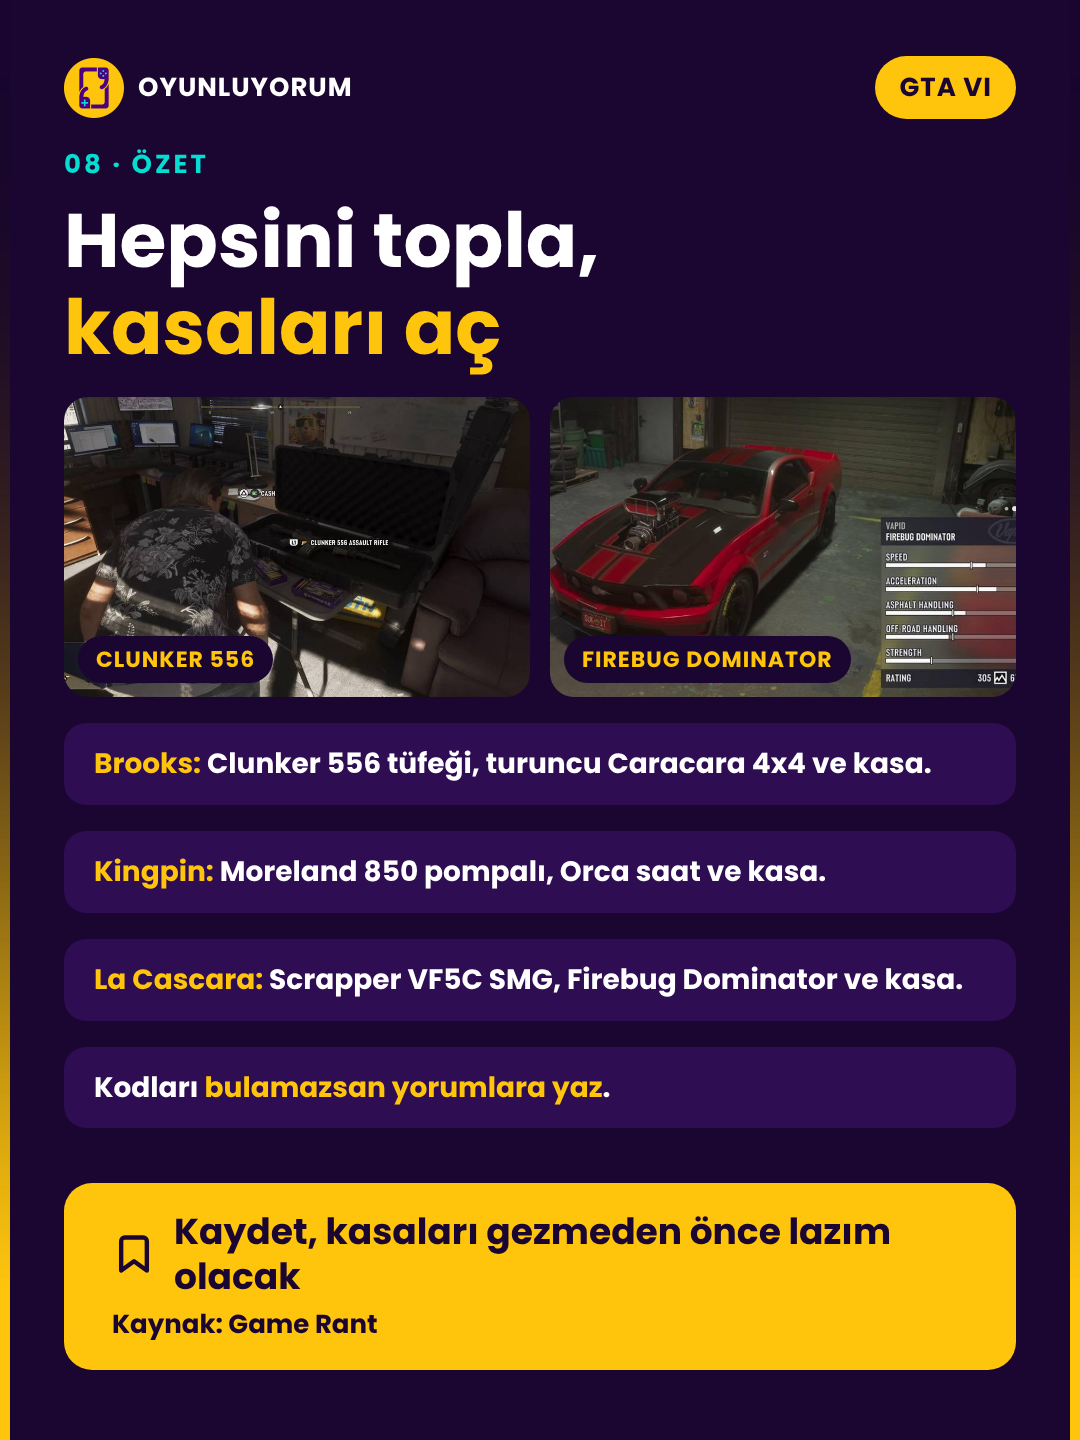 OYUNLUYORUM
GTA VI
08 · ÖZET
Hepsini topla,
kasaları aç
CASH
CLUNKER 556 ASSAULT RIFLE
CLUNKER 556
VAPID
FIREBUG DOMINATOR
SPEED
ACCELERATION
ASPHALT HANDLING
OFF-ROAD HANDLING
STRENGTH
RATING 305
FIREBUG DOMINATOR
Brooks: Clunker 556 tüfeği, turuncu Caracara 4x4 ve kasa.
Kingpin: Moreland 850 pompalı, Orca saat ve kasa.
La Cascara: Scrapper VF5C SMG, Firebug Dominator ve kasa.
Kodları bulamazsan yorumlara yaz.
Kaydet, kasaları gezmeden önce lazım
olacak
Kaynak: Game Rant